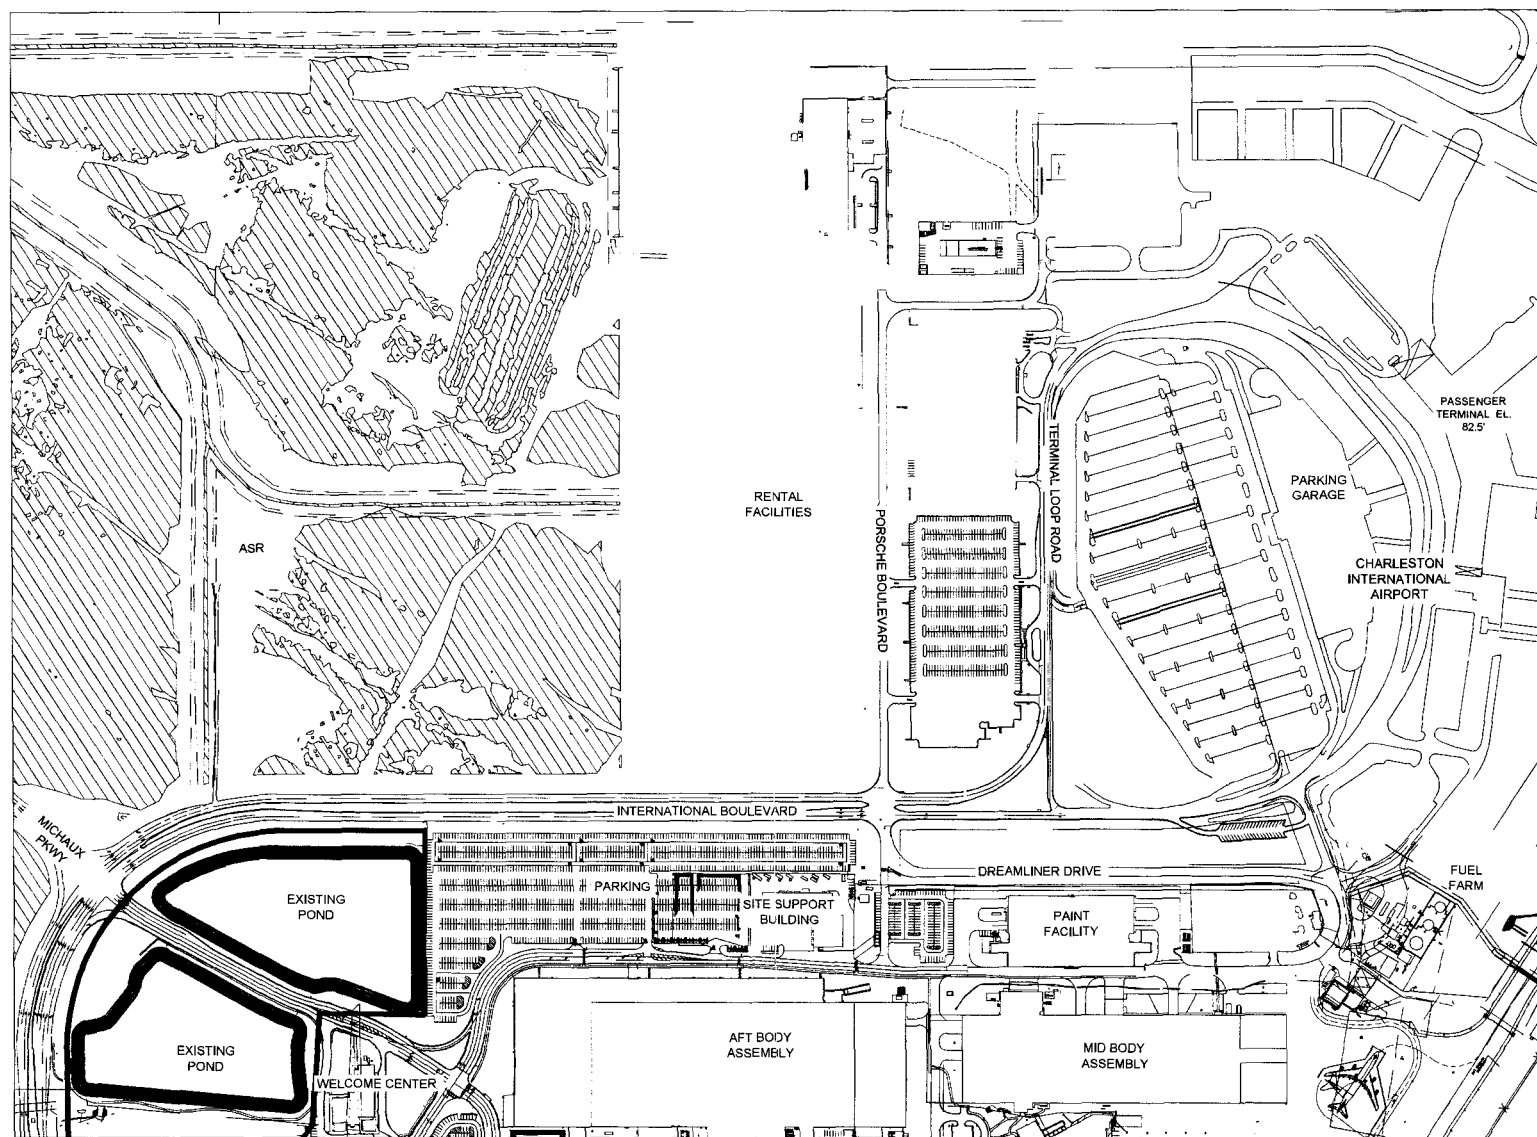 PASSENGER
TERMINAL EL.
82.5'
TERMINAL LOOP ROAD
PARKING
GARAGE
RENTAL
FACILITIES
PORSCHE BOULEVARD
ASR
CHARLESTON
INTERNATIONAL
AIRPORT
INTERNATIONAL BOULEVARD
MICHAUX
PKWY
DREAMLINER DRIVE
FUEL
FARM
PARKING
EXISTING
POND
SITE SUPPORT
BUILDING
PAINT
FACILITY
AFT BODY
ASSEMBLY
MID BODY
ASSEMBLY
EXISTING
POND
WELCOME CENTER